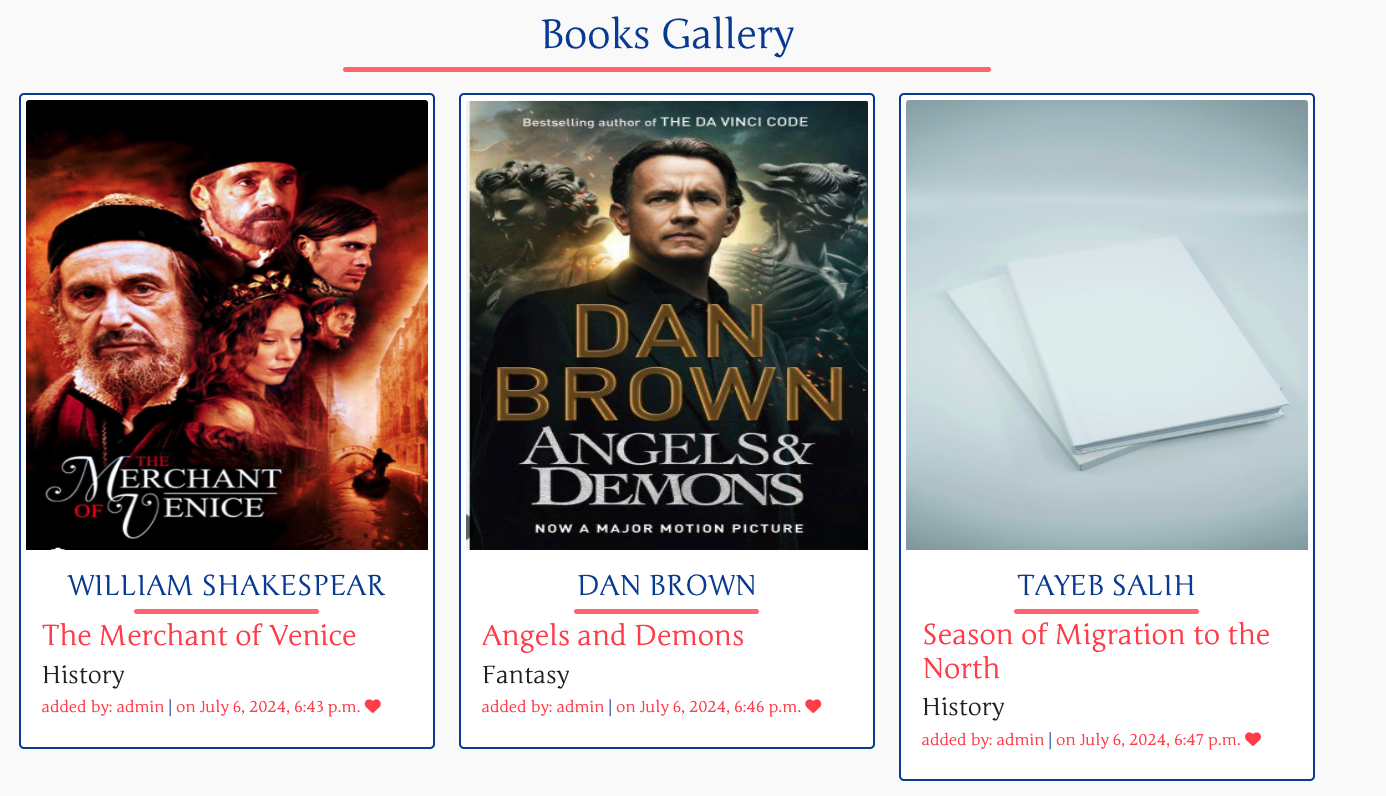 Books Gallery
THE
MERCHANT
OF VENICE
WILLIAM SHAKESPEAR
The Merchant of Venice
History
added by: admin | on July 6, 2024, 6:43 p.m.
Bestselling author of THE DA VINCI CODE
DAN
BROWN
ANGELS &
DEMONS
NOW A MAJOR MOTION PICTURE
DAN BROWN
Angels and Demons
Fantasy
added by: admin | on July 6, 2024, 6:46 p.m.
TAYEB SALIH
Season of Migration to the
North
History
added by: admin | on July 6, 2024, 6:47 p.m.